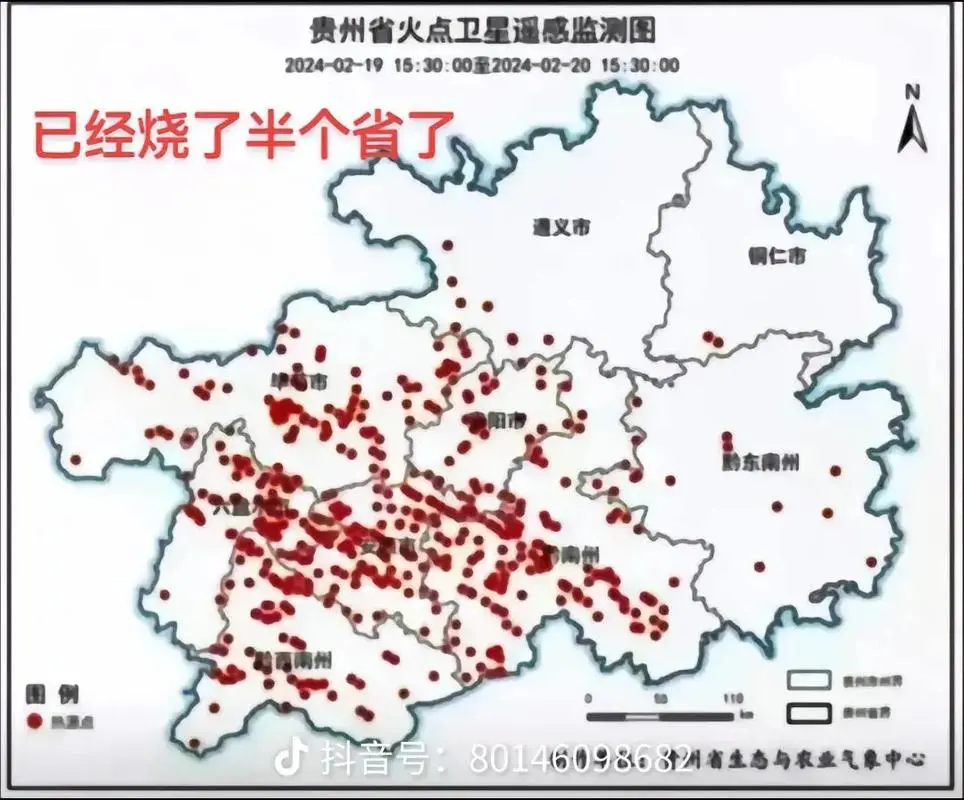 贵州省火点卫星遥感监测图
2024-02-19 15:30:00至2024-02-20 15:30:00
已经烧了半个省了
N
遵义市
铜仁市
毕节市
贵阳市
黔东南州
六盘水市
安顺市
黔南州
黔西南州
图 例
热源点
0 55 110
km
贵州市州界
贵州省界
抖音号: 80146098682
贵州省生态与农业气象中心